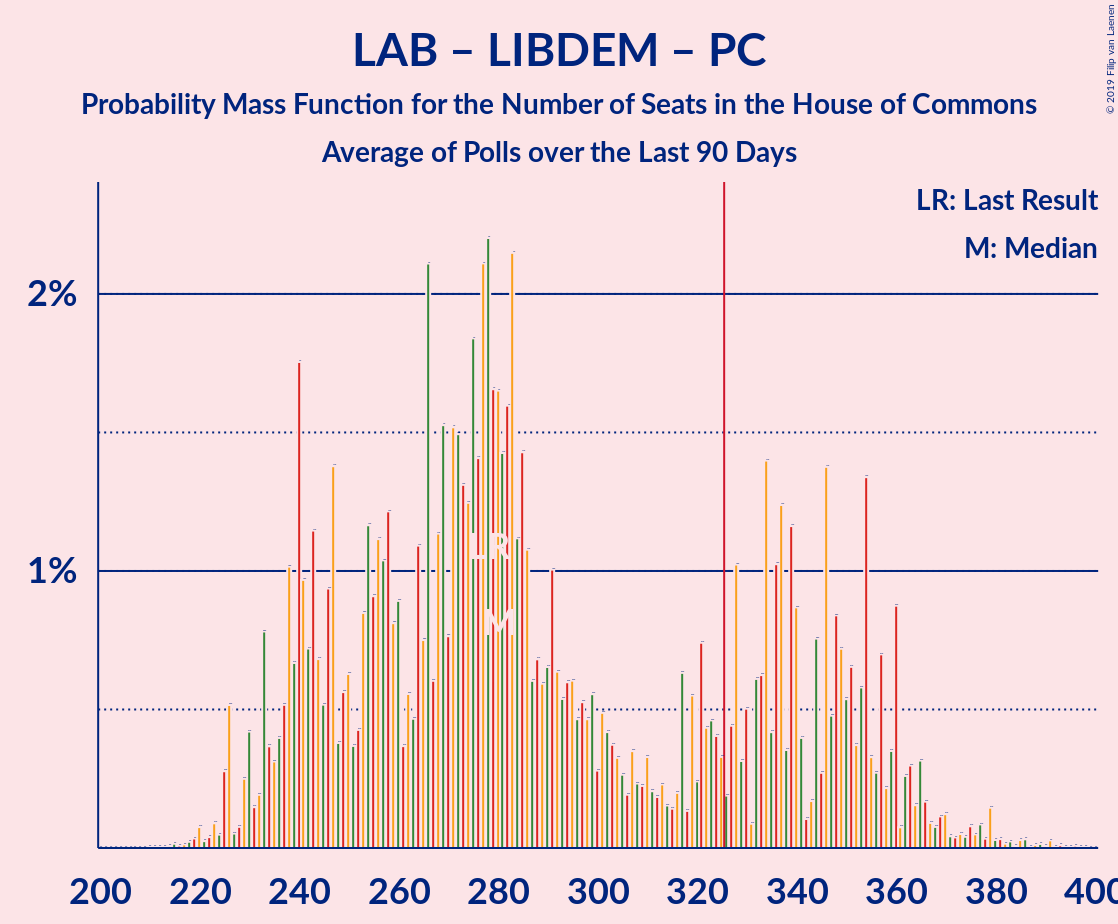 LAB – LIBDEM – PC
Probability Mass Function for the Number of Seats in the House of Commons
Average of Polls over the Last 90 Days
© 2019 Filip van Laenen
LR: Last Result
M: Median
2%
1%
LR
M
200 220 240 260 280 300 320 340 360 380 400